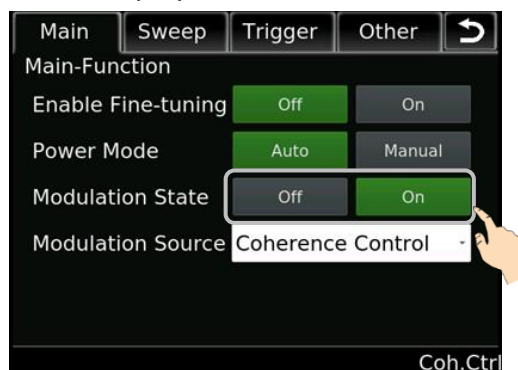 Main Sweep Trigger Other
Main-Function
Enable Fine-tuning Off On
Power Mode Auto Manual
Modulation State Off On
Modulation Source Coherence Control
Coh.Ctrl